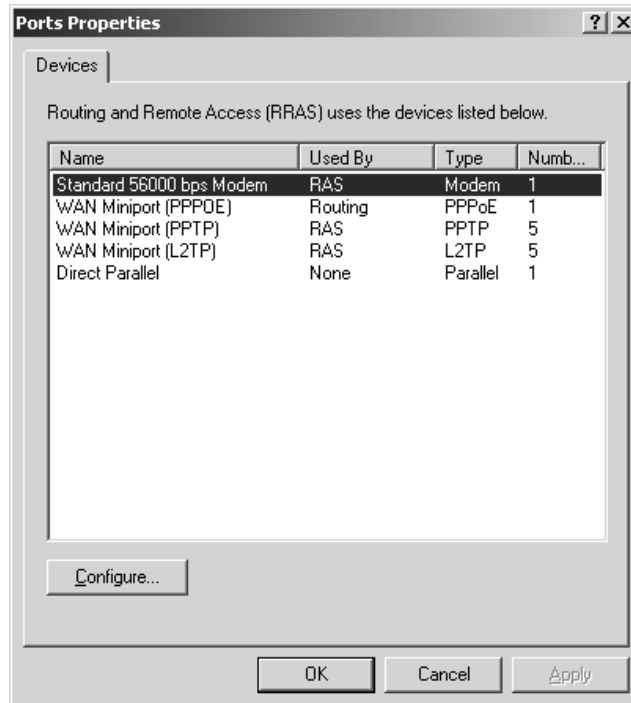 Ports Properties
Devices
Routing and Remote Access (RRAS) uses the devices listed below.
Name Used By Type Numb...
Standard 56000 bps Modem RAS Modem 1
WAN Miniport (PPPOE) Routing PPPoE 1
WAN Miniport (PPTP) RAS PPTP 5
WAN Miniport (L2TP) RAS L2TP 5
Direct Parallel None Parallel 1
Configure...
OK Cancel Apply